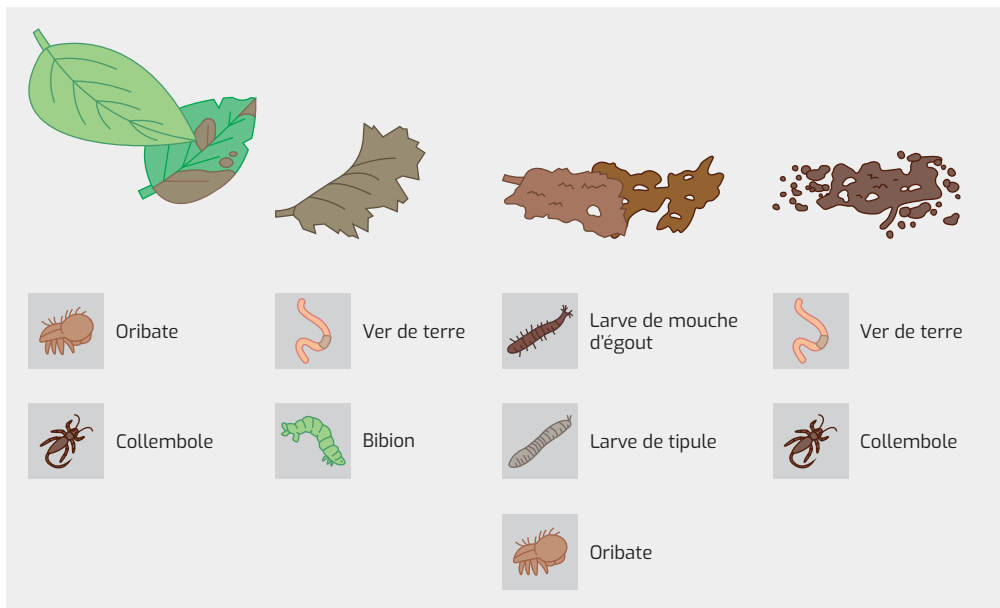 Oribate
Ver de terre
Larve de mouche
d'égout
Ver de terre
Collembole
Bibion
Larve de tipule
Collembole
Oribate